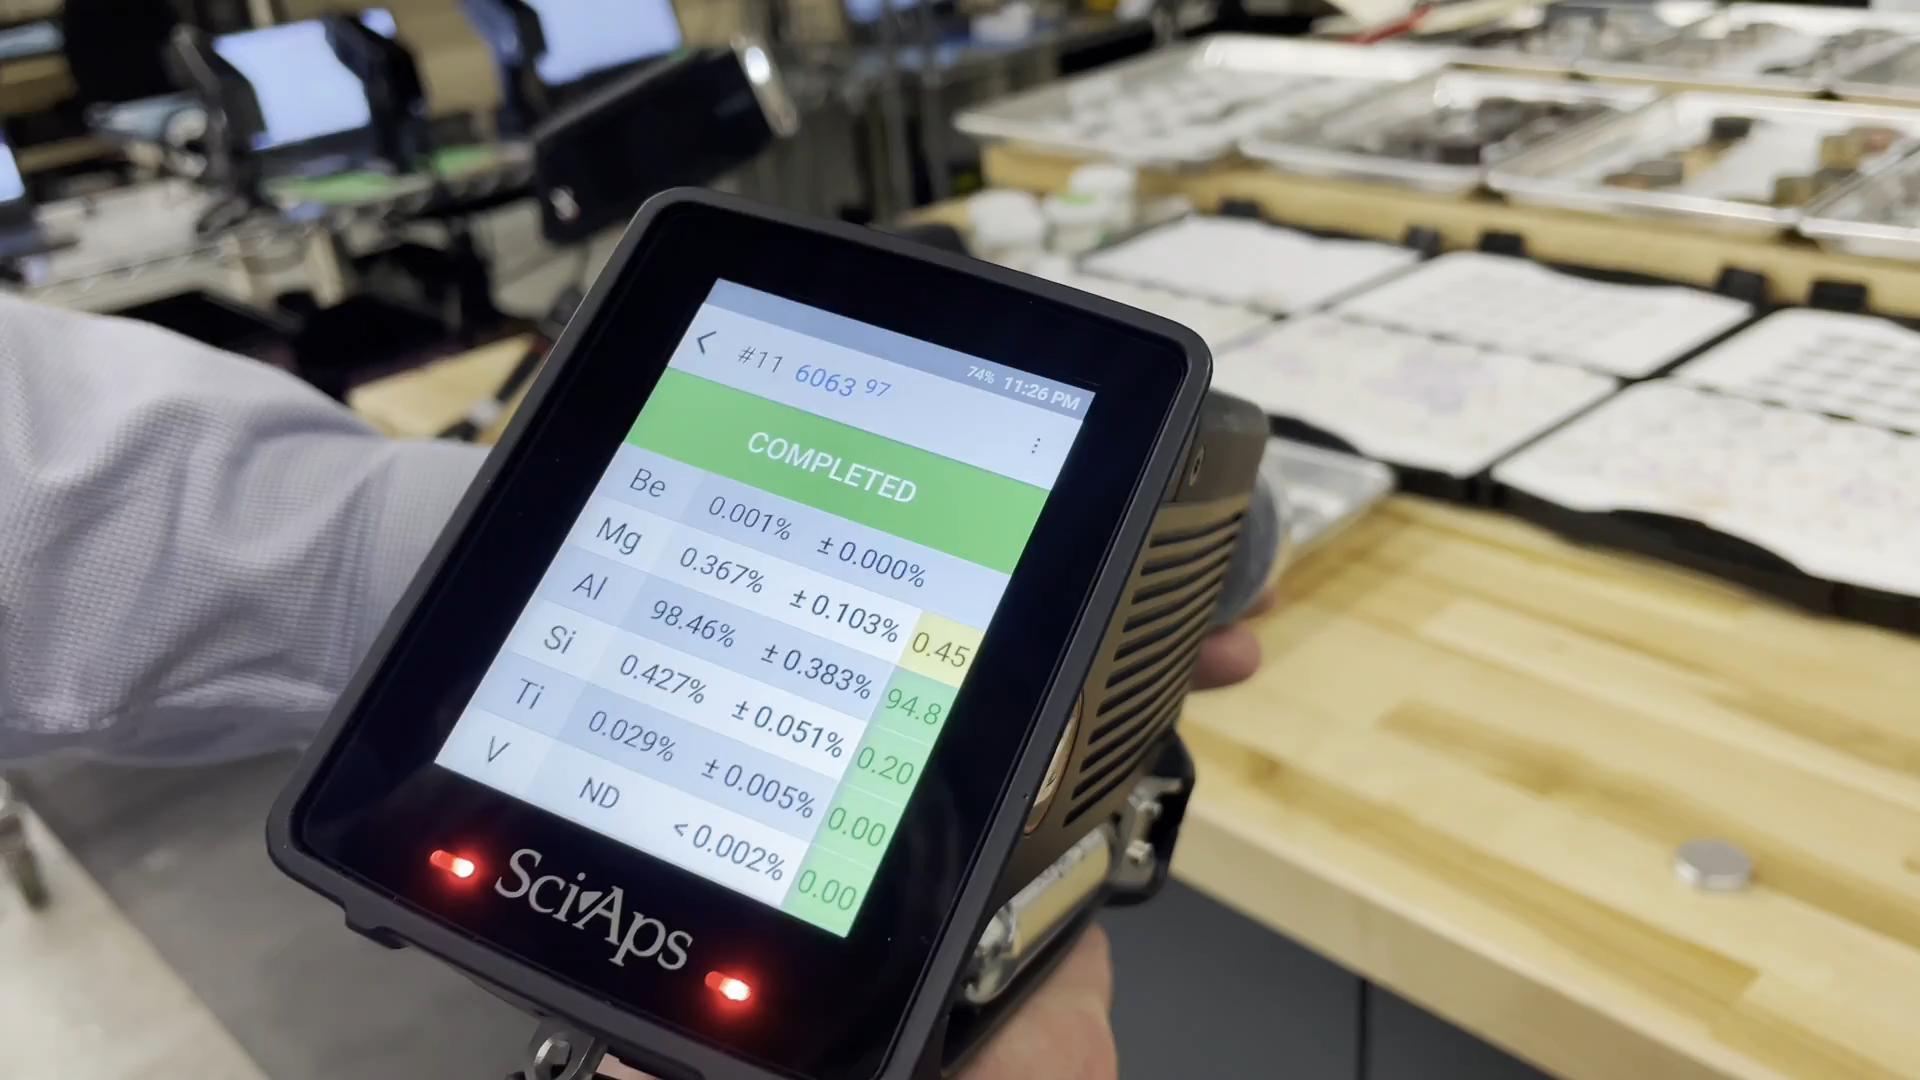 74% 11:26 PM
#11 6063 97
COMPLETED
Be 0.001% ± 0.000%
Mg 0.367% ± 0.103% 0.45
Al 98.46% ± 0.383% 94.8
Si 0.427% ± 0.051% 0.20
Ti 0.029% ± 0.005% 0.00
V ND < 0.002% 0.00
SciAps